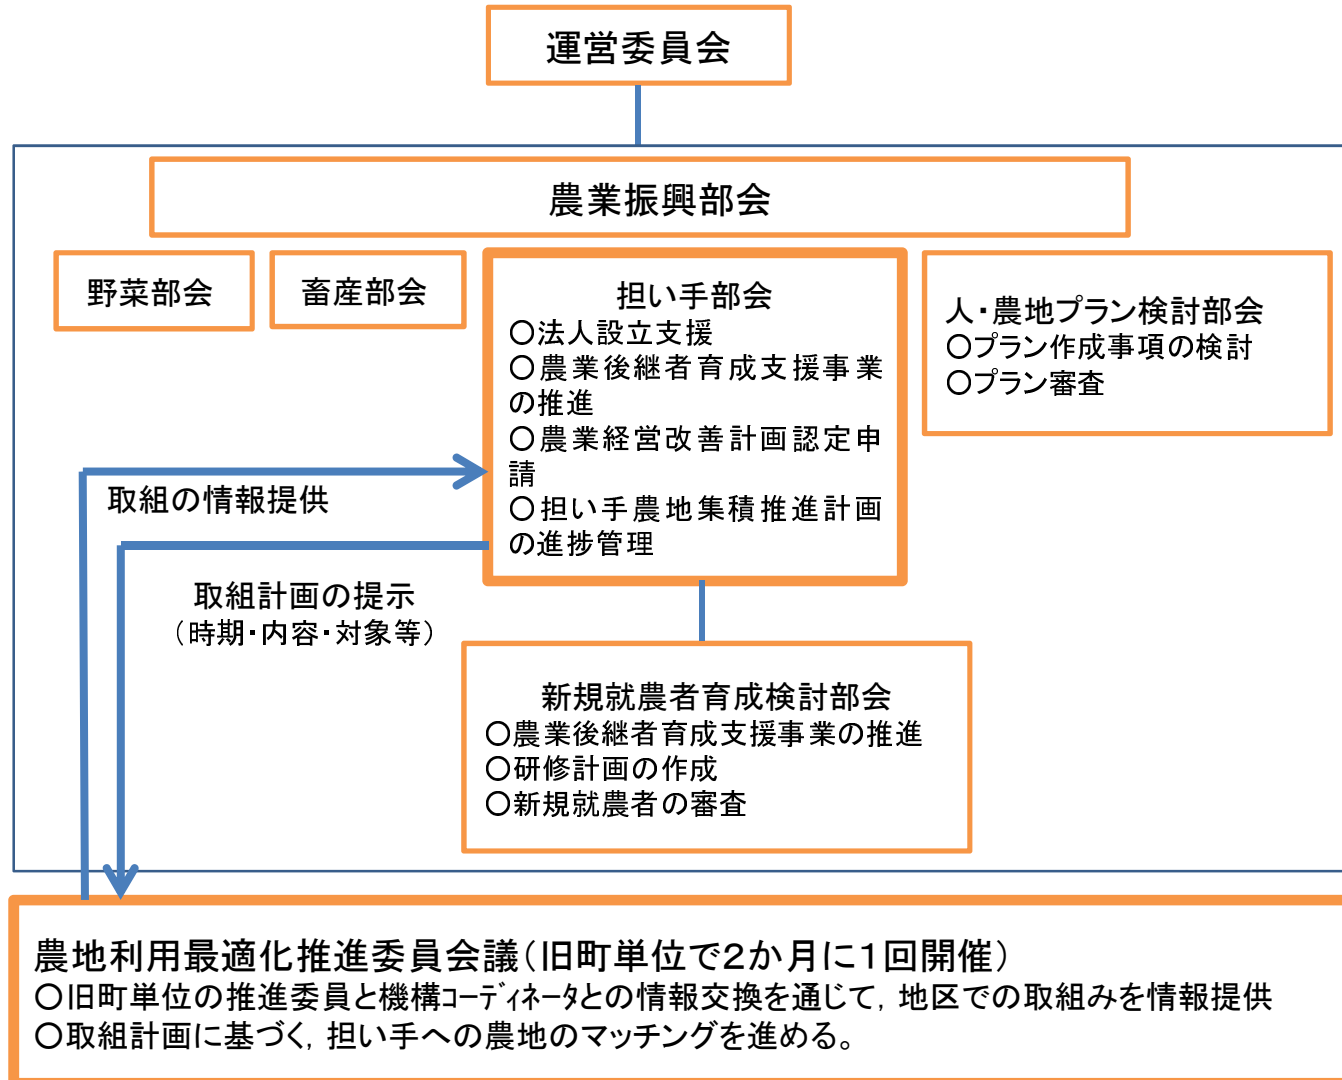 運営委員会
農業振興部会
野菜部会
畜産部会
担い手部会
○法人設立支援
○農業後継者育成支援事業
の推進
○農業経営改善計画認定申
請
○担い手農地集積推進計画
の進捗管理
人・農地プラン検討部会
○プラン作成事項の検討
○プラン審査
取組の情報提供
取組計画の提示
（時期・内容・対象等）
新規就農者育成検討部会
○農業後継者育成支援事業の推進
○研修計画の作成
○新規就農者の審査
農地利用最適化推進委員会議（旧町単位で２か月に１回開催）
○旧町単位の推進委員と機構ｺｰﾃﾞｨﾈｰﾀとの情報交換を通じて，地区での取組みを情報提供
○取組計画に基づく，担い手への農地のマッチングを進める。